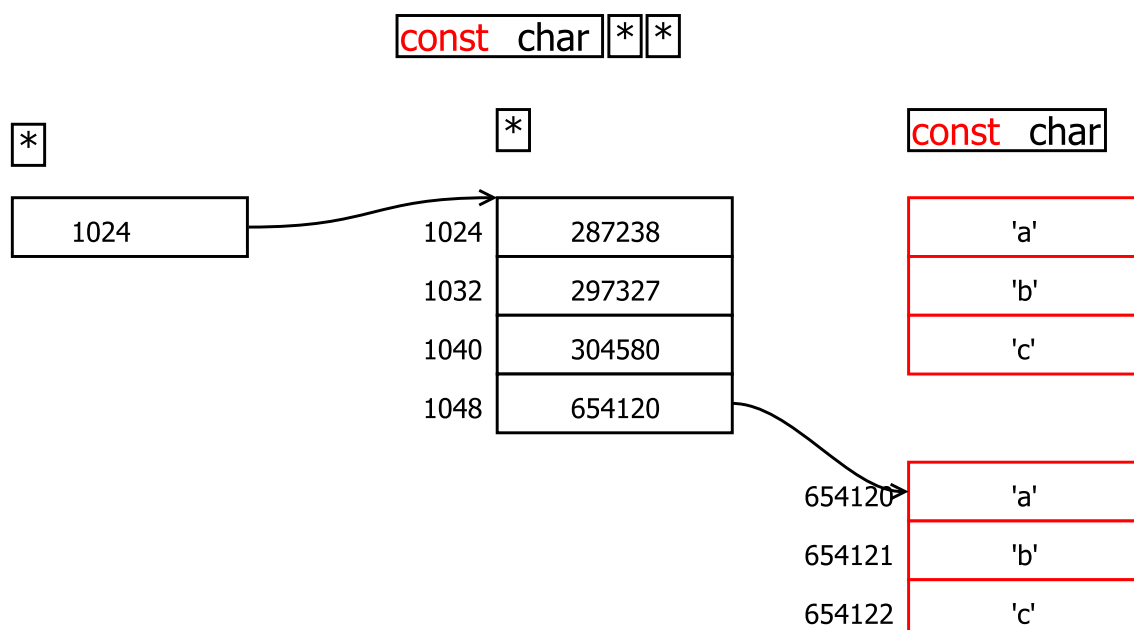 const char * *
*
*
const char
1024
1024 287238 'a'
1032 297327 'b'
1040 304580 'c'
1048 654120
654120 'a'
654121 'b'
654122 'c'